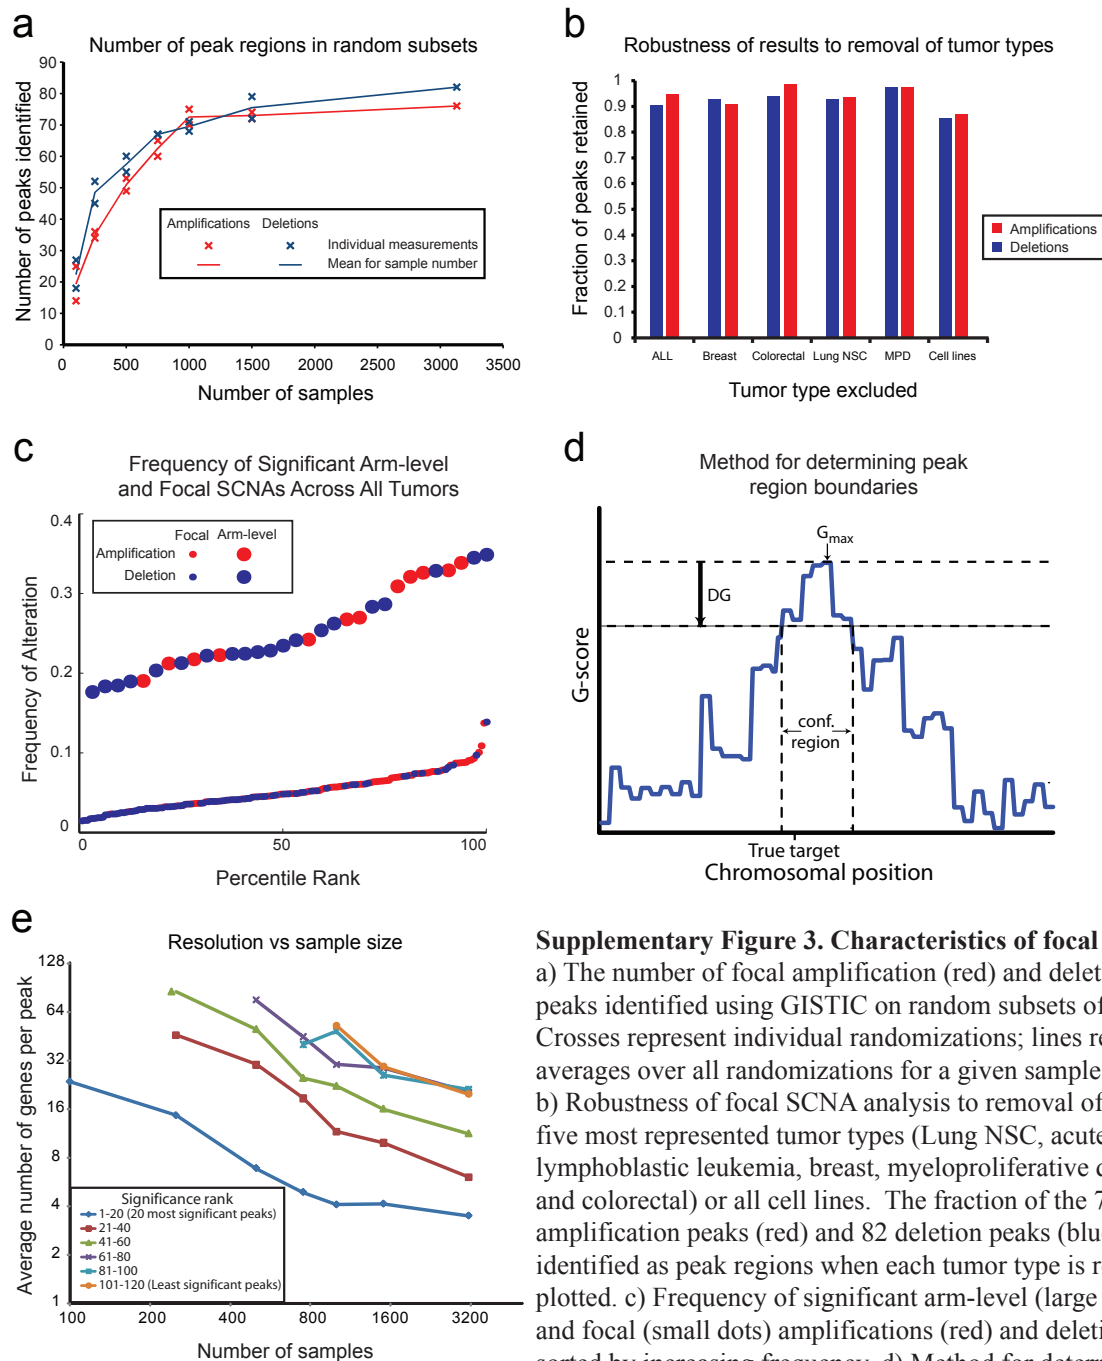 a
Number of peak regions in random subsets
Number of peaks identified
90
80
70
60
50
40
30
20
10
0
0 500 1000 1500 2000 2500 3000 3500
Number of samples
Amplifications Deletions
Individual measurements
Mean for sample number
b
Robustness of results to removal of tumor types
Fraction of peaks retained
1
0.9
0.8
0.7
0.6
0.5
0.4
0.3
0.2
0.1
0
ALL Breast Colorectal Lung NSC MPD Cell lines
Tumor type excluded
Amplifications
Deletions
c
Frequency of Significant Arm-level
and Focal SCNAs Across All Tumors
Frequency of Alteration
0.4
0.3
0.2
0.1
0
Focal Arm-level
Amplification
Deletion
0 50 100
Percentile Rank
d
Method for determining peak
region boundaries
G-score
Gmax
DG
conf.
region
True target
Chromosomal position
e
Resolution vs sample size
Average number of genes per peak
128
64
32
16
8
4
2
1
Significance rank
1-20 (20 most significant peaks)
21-40
41-60
61-80
81-100
101-120 (Least significant peaks)
100 200 400 800 1600 3200
Number of samples
Supplementary Figure 3. Characteristics of focal
a) The number of focal amplification (red) and delet
peaks identified using GISTIC on random subsets of
Crosses represent individual randomizations; lines re
averages over all randomizations for a given sample
b) Robustness of focal SCNA analysis to removal of
five most represented tumor types (Lung NSC, acute
lymphoblastic leukemia, breast, myeloproliferative d
and colorectal) or all cell lines. The fraction of the 7
amplification peaks (red) and 82 deletion peaks (blu
identified as peak regions when each tumor type is r
plotted. c) Frequency of significant arm-level (large
and focal (small dots) amplifications (red) and deleti
sorted by increasing frequency. d) Method for determ